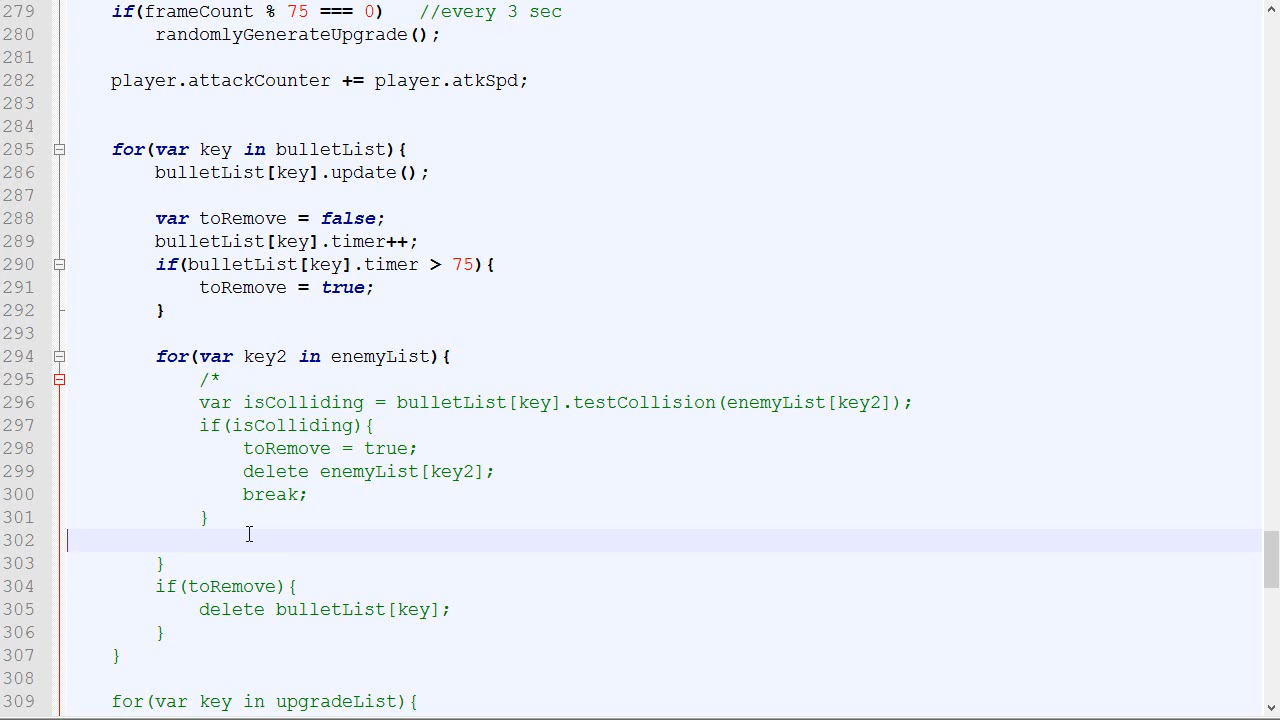 279 if(frameCount % 75 === 0) //every 3 sec
280 randomlyGenerateUpgrade();
281
282 player.attackCounter += player.atkSpd;
283
284
285 for(var key in bulletList){
286 bulletList[key].update();
287
288 var toRemove = false;
289 bulletList[key].timer++;
290 if(bulletList[key].timer > 75){
291 toRemove = true;
292 }
293
294 for(var key2 in enemyList){
295 /*
296 var isColliding = bulletList[key].testCollision(enemyList[key2]);
297 if(isColliding){
298 toRemove = true;
299 delete enemyList[key2];
300 break;
301 }
302
303 }
304 if(toRemove){
305 delete bulletList[key];
306 }
307 }
308
309 for(var key in upgradeList){